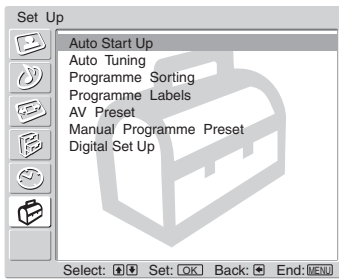 Set Up
Auto Start Up
Auto Tuning
Programme Sorting
Programme Labels
AV Preset
Manual Programme Preset
Digital Set Up
Select: Set: OK Back: End: MENU